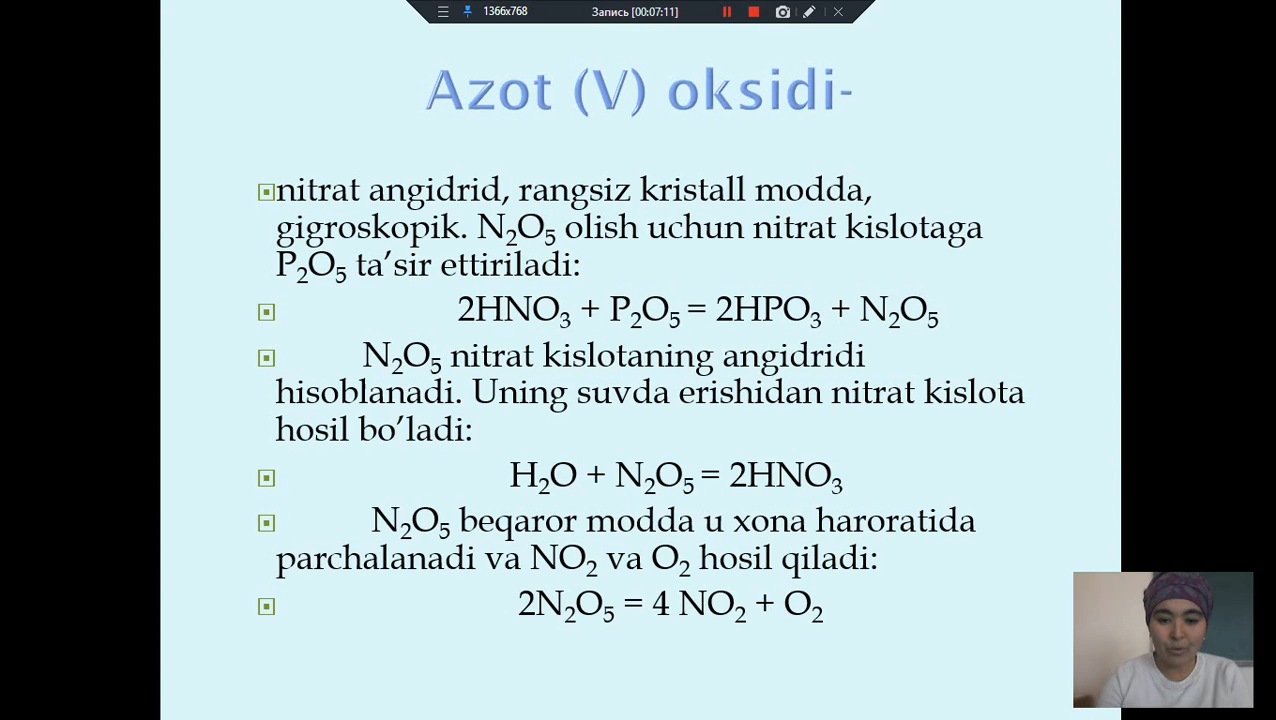 1366x768 Запись [00:07:11]
Azot (V) oksidi-
nitrat angidrid, rangsiz kristall modda,
gigroskopik. N₂O₅ olish uchun nitrat kislotaga
P₂O₅ ta’sir ettiriladi:
2HNO₃ + P₂O₅ = 2HPO₃ + N₂O₅
N₂O₅ nitrat kislotaning angidridi
hisoblanadi. Uning suvda erishidan nitrat kislota
hosil bo’ladi:
H₂O + N₂O₅ = 2HNO₃
N₂O₅ beqaror modda u xona haroratida
parchalanadi va NO₂ va O₂ hosil qiladi:
2N₂O₅ = 4 NO₂ + O₂